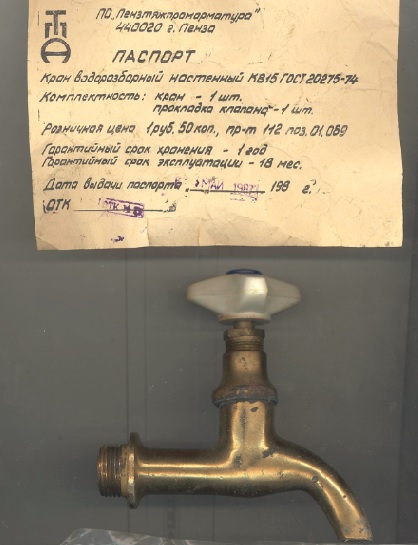 ПО „Пензтяжпромарматура"
440020 г. Пенза
ПАСПОРТ
Кран водоразборный настенный КВ15 ГОСТ 20275-74
Комплектность: кран - 1 шт.
прокладка клапана - 1 шт.
Розничная цена 1 руб, 50 коп., пр-т 112 поз. 01,069
Гарантийный срок хранения - 1 год
Гарантийный срок эксплуатации - 18 мес.
Дата выдачи паспорта МАЙ 198 г.
ОТК